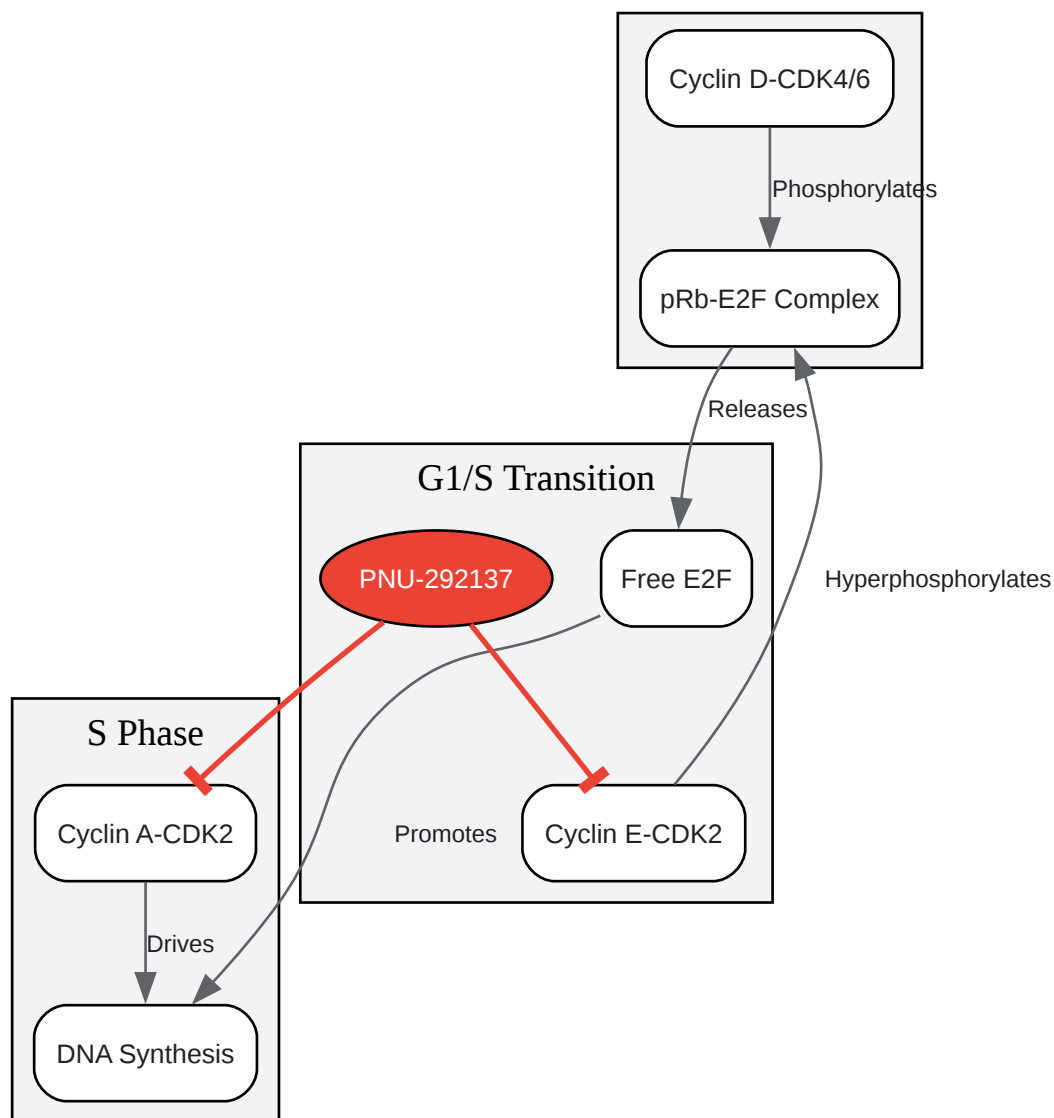 Cyclin D-CDK4/6
Phosphorylates
pRb-E2F Complex
Releases
G1/S Transition
PNU-292137
Free E2F
Hyperphosphorylates
S Phase
Cyclin A-CDK2
Promotes
Cyclin E-CDK2
Drives
DNA Synthesis